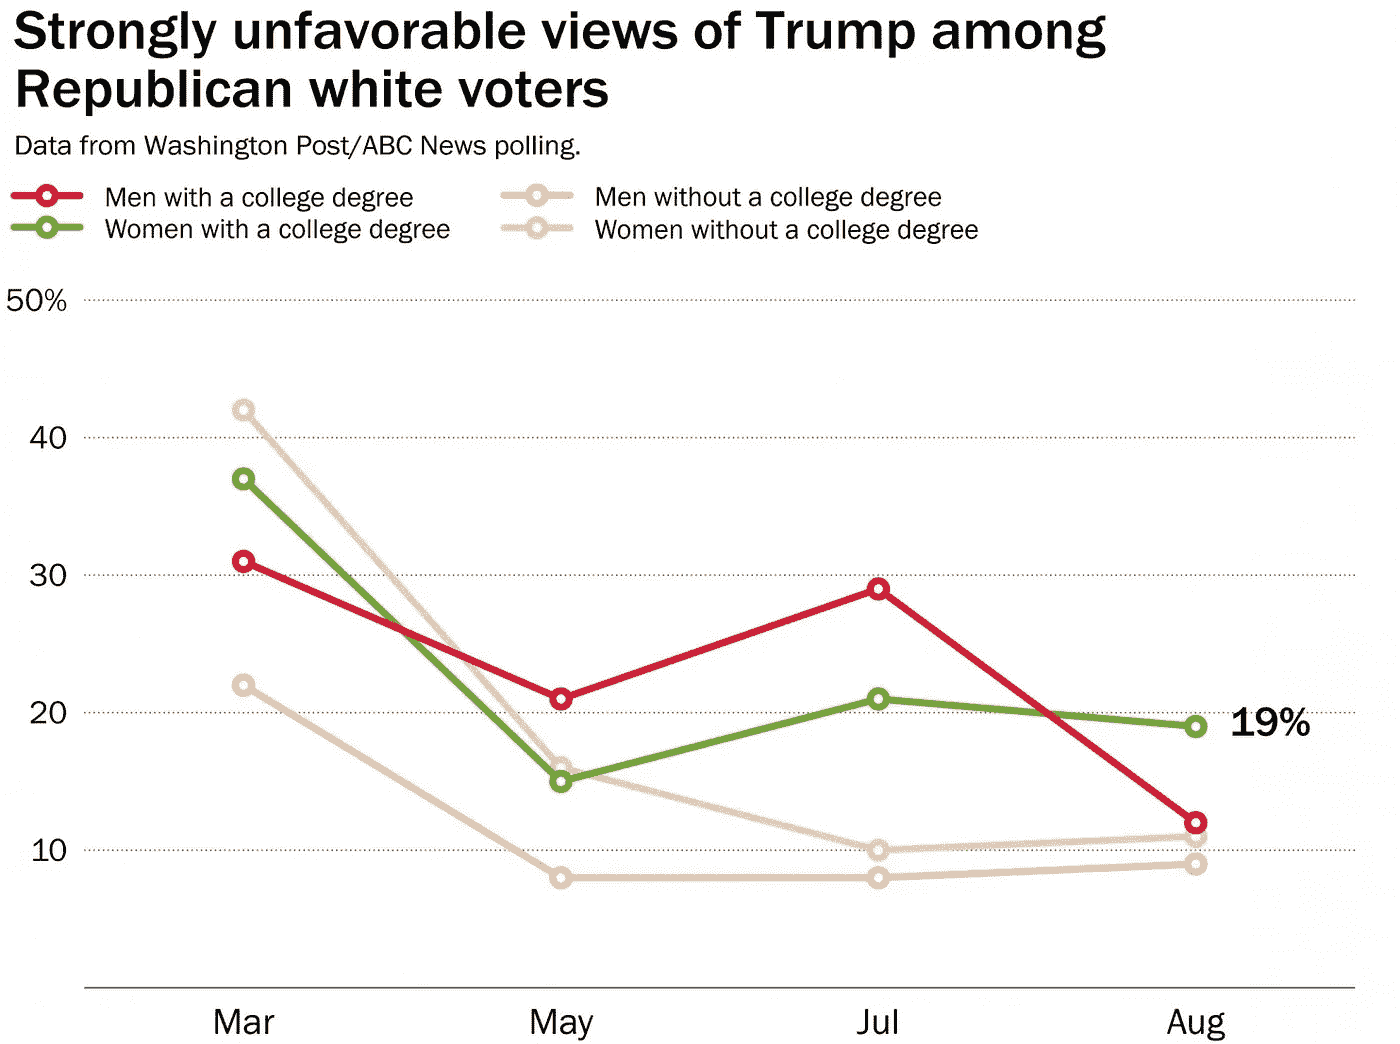 Strongly unfavorable views of Trump among
Republican white voters
Data from Washington Post/ABC News polling.
Men with a college degree
Men without a college degree
Women with a college degree
Women without a college degree
50%
40
30
20
19%
10
Mar May Jul Aug